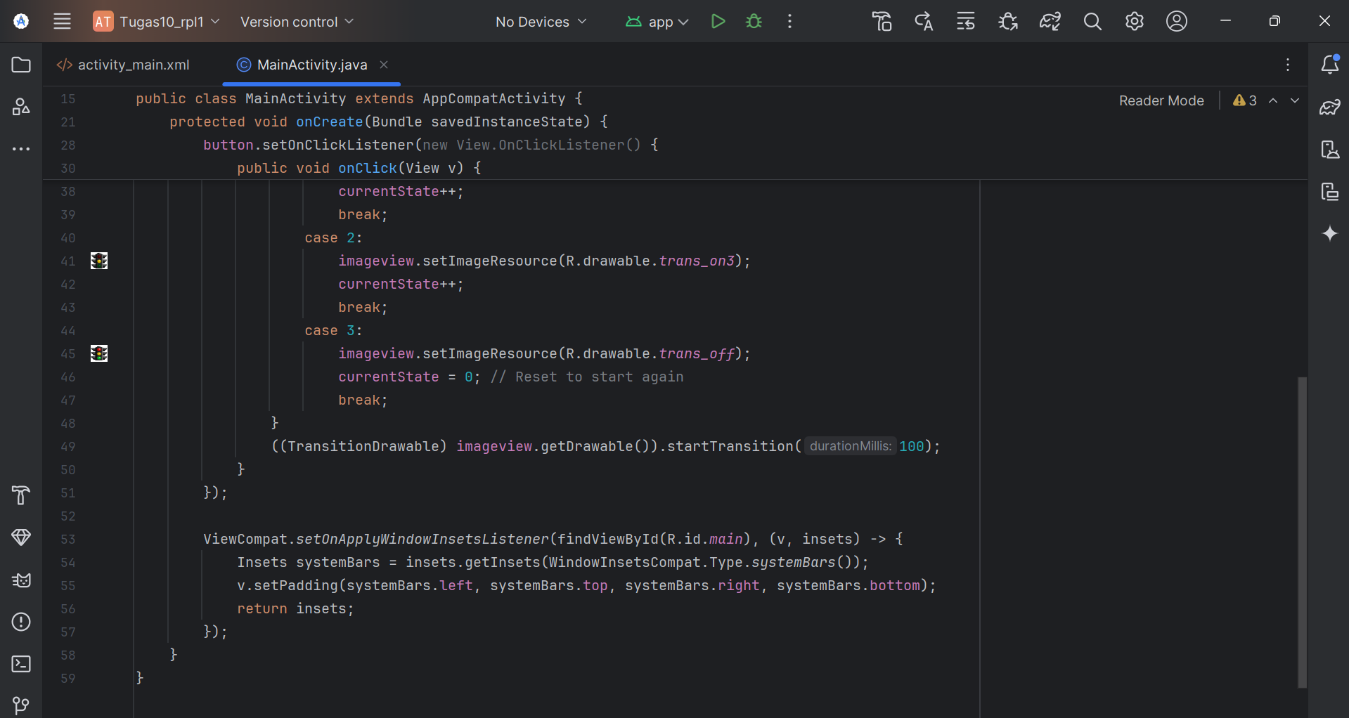 AT Tugas10_rpl1 Version control No Devices app
</> activity_main.xml © MainActivity.java
15 public class MainActivity extends AppCompatActivity { Reader Mode 3
21 protected void onCreate(Bundle savedInstanceState) {
28 button.setOnClickListener(new View.OnClickListener() {
30 public void onClick(View v) {
38 currentState++;
39 break;
40 case 2:
41 imageview.setImageResource(R.drawable.trans_on3);
42 currentState++;
43 break;
44 case 3:
45 imageview.setImageResource(R.drawable.trans_off);
46 currentState = 0; // Reset to start again
47 break;
48 }
49 ((TransitionDrawable) imageview.getDrawable()).startTransition( durationMillis: 100);
50 }
51 });
52
53 ViewCompat.setOnApplyWindowInsetsListener(findViewById(R.id.main), (v, insets) -> {
54 Insets systemBars = insets.getInsets(WindowInsetsCompat.Type.systemBars());
55 v.setPadding(systemBars.left, systemBars.top, systemBars.right, systemBars.bottom);
56 return insets;
57 });
58 }
59 }